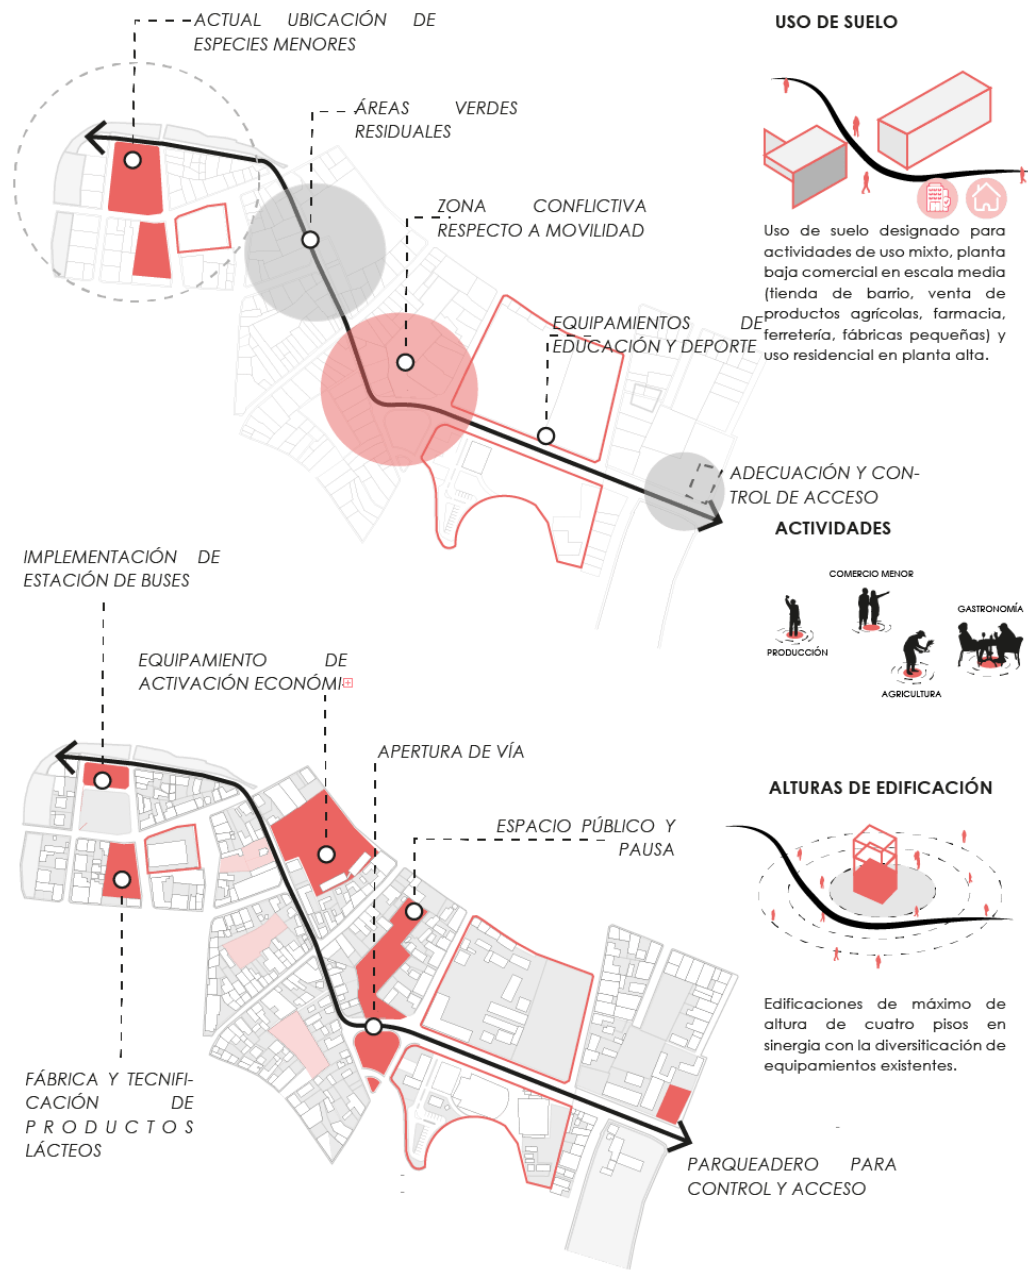 ACTUAL UBICACIÓN DE
ESPECIES MENORES
ÁREAS VERDES
RESIDUALES
ZONA CONFLICTIVA
RESPECTO A MOVILIDAD
EQUIPAMIENTOS DE
EDUCACIÓN Y DEPORTE
ADECUACIÓN Y CON-
TROL DE ACCESO
USO DE SUELO
Uso de suelo designado para
actividades de uso mixto, planta
baja comercial en escala media
(tienda de barrio, venta de
productos agrícolas, farmacia,
ferretería, fábricas pequeñas) y
uso residencial en planta alta.
ACTIVIDADES
COMERCIO MENOR
GASTRONOMÍA
PRODUCCIÓN
AGRICULTURA
IMPLEMENTACIÓN DE
ESTACIÓN DE BUSES
EQUIPAMIENTO DE
ACTIVACIÓN ECONÓMI
APERTURA DE VÍA
ESPACIO PÚBLICO Y
PAUSA
FÁBRICA Y TECNIFI-
CACIÓN DE
PRODUCTOS
LÁCTEOS
PARQUEADERO PARA
CONTROL Y ACCESO
ALTURAS DE EDIFICACIÓN
Edificaciones de máximo de
altura de cuatro pisos en
sinergia con la diversitificación de
equipamientos existentes.